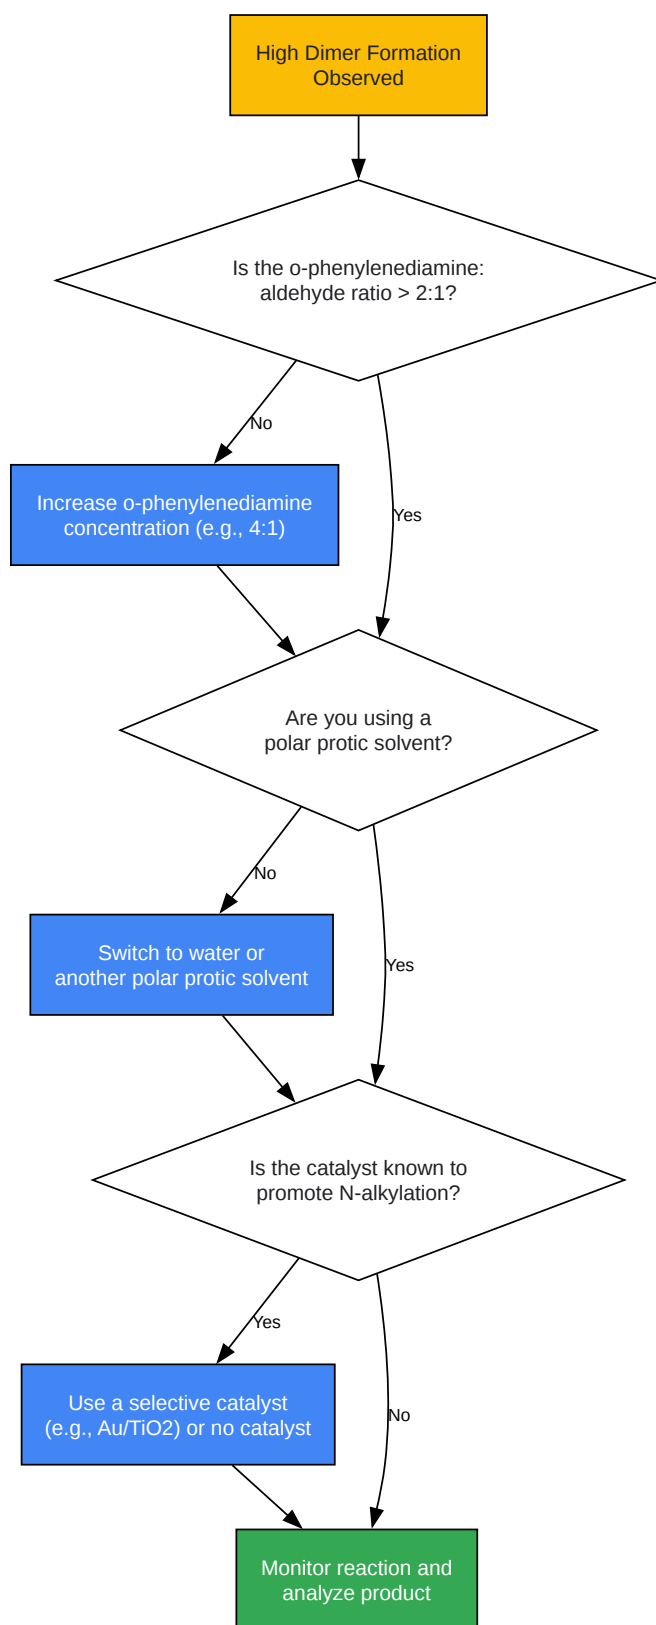 High Dimer Formation
Observed
Is the o-phenylenediamine:
aldehyde ratio > 2:1?
No
Yes
Increase o-phenylenediamine
concentration (e.g., 4:1)
Are you using a
polar protic solvent?
No
Yes
Switch to water or
another polar protic solvent
Is the catalyst known to
promote N-alkylation?
Yes
No
Use a selective catalyst
(e.g., Au/TiO2) or no catalyst
Monitor reaction and
analyze product